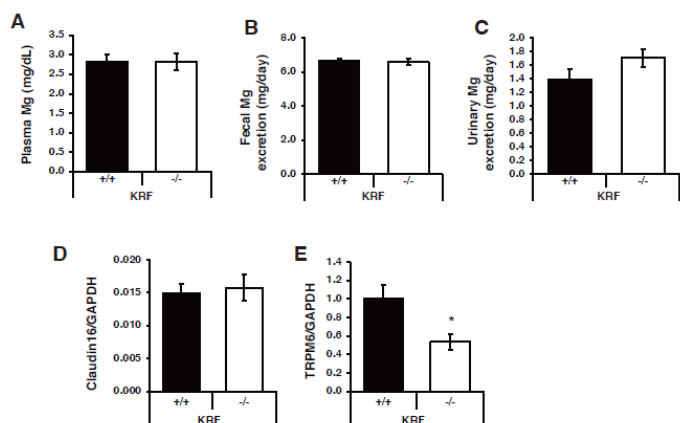 A
Plasma Mg (mg/dL)
3.5
3.0
2.5
2.0
1.5
1.0
0.5
0.0
+/+
-/-
KRF
B
Fecal Mg
excretion (mg/day)
8.0
6.0
4.0
2.0
0.0
+/+
-/-
KRF
C
Urinary Mg
excretion (mg/day)
1.8
2.0
1.6
1.4
1.2
1.0
0.8
0.6
0.4
0.2
0.0
+/+
-/-
KRF
D
Claudin16/GAPDH
0.020
0.015
0.010
0.005
0.000
+/+
-/-
KRF
E
TRPM6/GAPDH
1.4
1.2
1.0
0.8
0.6
0.4
0.2
0.0
*
+/+
-/-
KRF